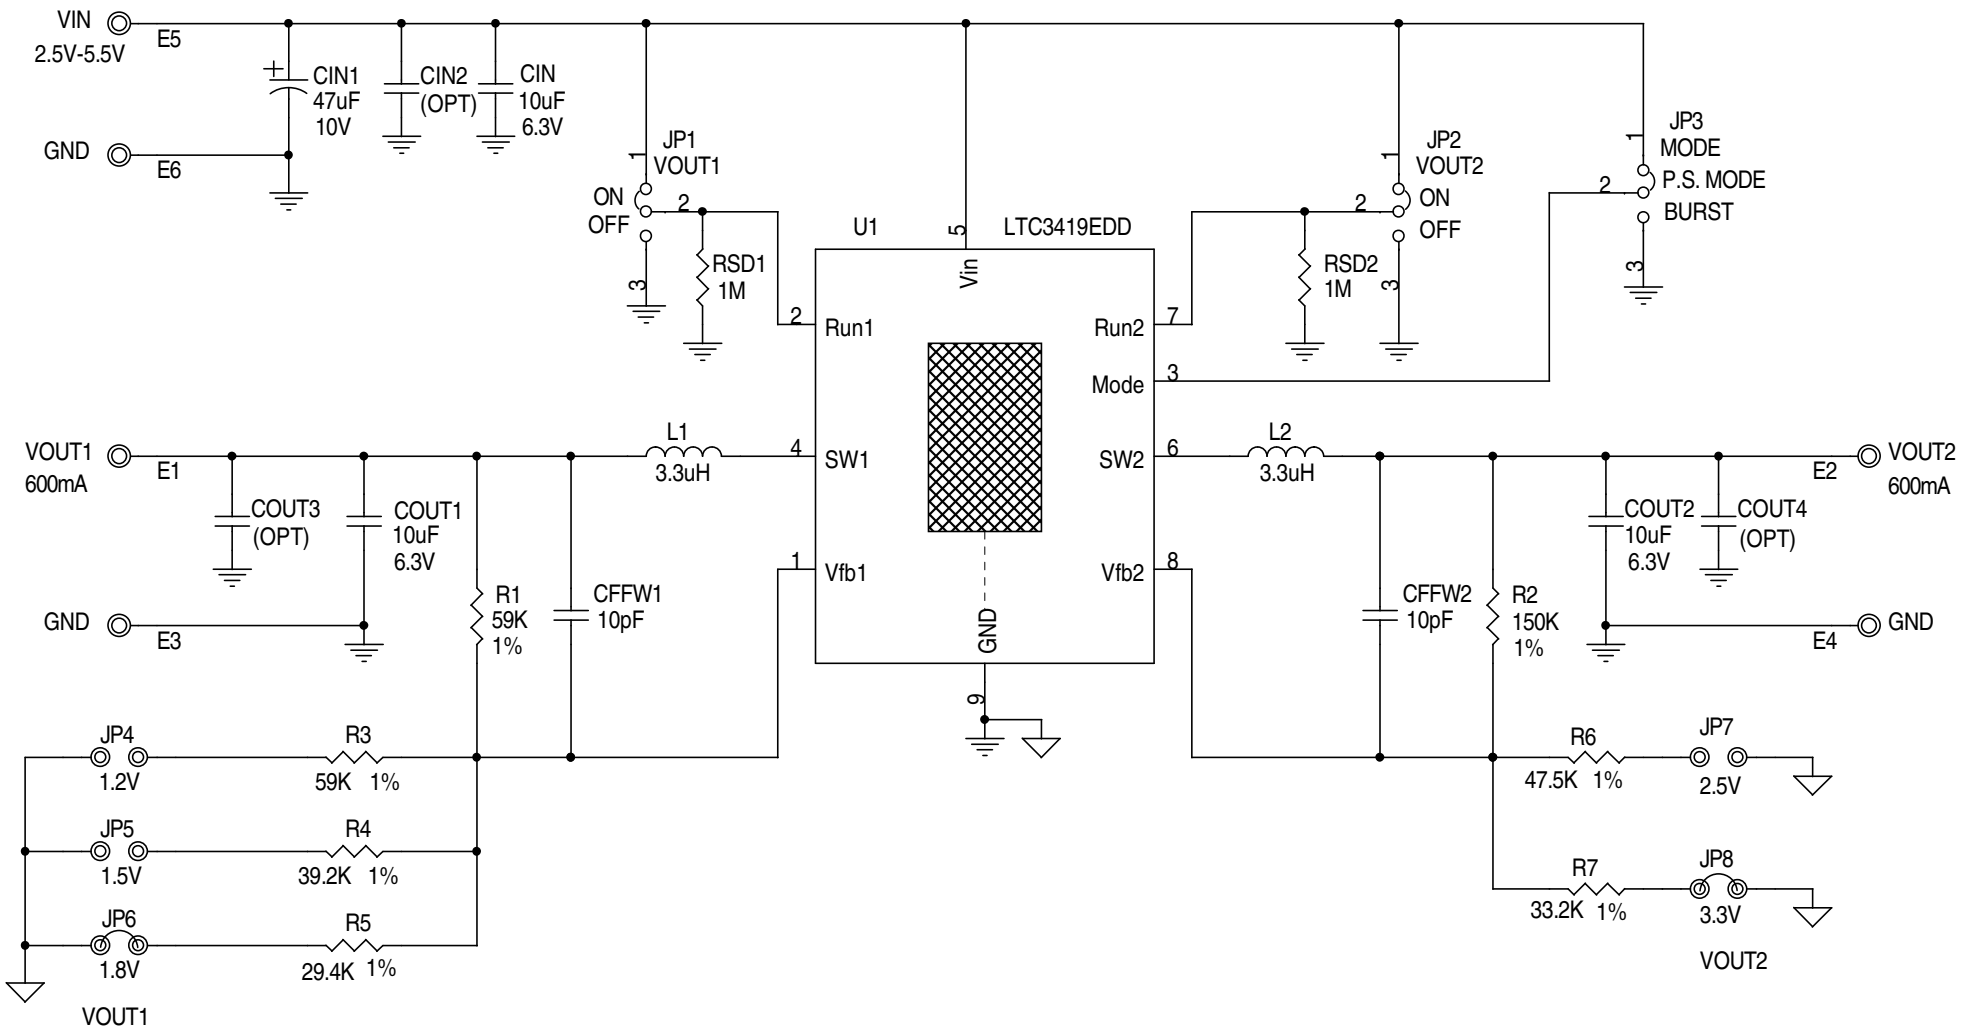 VIN
2.5V-5.5V
E5
GND
E6
+
CIN1
47uF
10V
CIN2
(OPT)
CIN
10uF
6.3V
JP1
VOUT1
1
ON
OFF
2
3
RSD1
1M
U1
LTC3419EDD
5
Vin
2
Run1
4
SW1
1
Vfb1
Run2
7
Mode
3
SW2
6
Vfb2
8
GND
9
JP2
VOUT2
1
ON
OFF
2
3
RSD2
1M
JP3
MODE
1
P.S. MODE
2
BURST
3
VOUT1
600mA
E1
COUT3
(OPT)
COUT1
10uF
6.3V
GND
E3
L1
3.3uH
R1
59K
1%
CFFW1
10pF
JP4
1.2V
R3
59K 1%
JP5
1.5V
R4
39.2K 1%
JP6
1.8V
R5
29.4K 1%
VOUT1
L2
3.3uH
VOUT2
600mA
E2
CFFW2
10pF
R2
150K
1%
COUT2
10uF
6.3V
COUT4
(OPT)
GND
E4
R6
47.5K 1%
JP7
2.5V
R7
33.2K 1%
JP8
3.3V
VOUT2